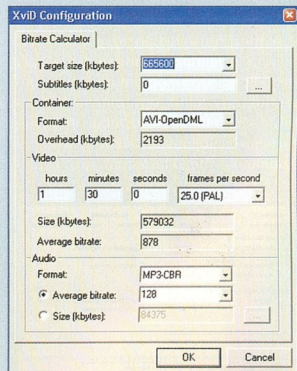 XviD Configuration
Bitrate Calculator
Target size (kbytes): 665600
Subtitles (kbytes): 0 ...
Container:
Format: AVI-OpenDML
Overhead (kbytes): 2193
Video
hours minutes seconds frames per second
1 30 0 25.0 (PAL)
Size (kbytes): 579032
Average bitrate: 878
Audio
Format: MP3-CBR
Average bitrate: 128
Size (kbytes): 84375 ...
OK Cancel